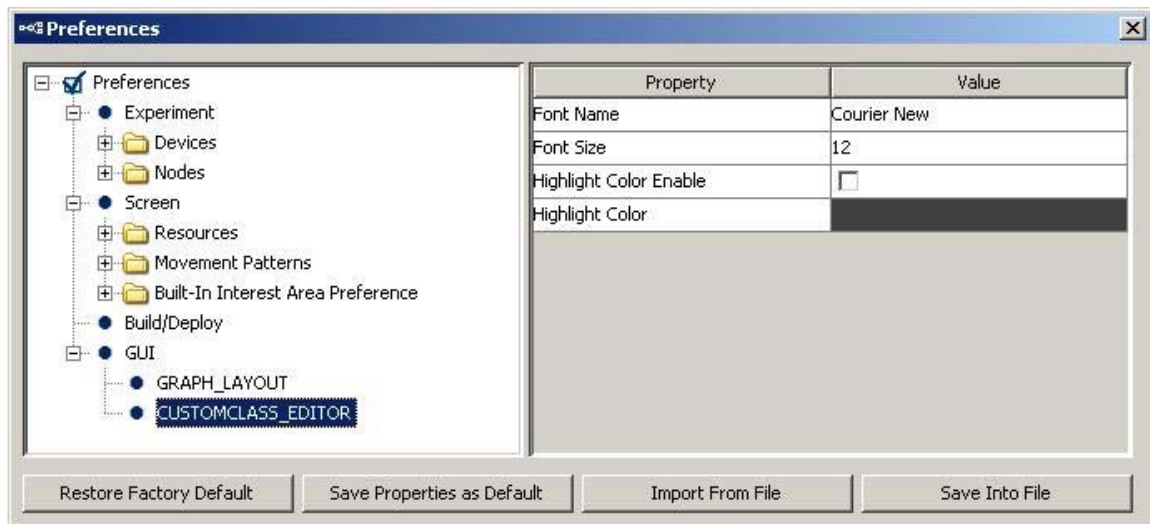 Preferences
Preferences
Experiment
Devices
Nodes
Screen
Resources
Movement Patterns
Built-In Interest Area Preference
Build/Deploy
GUI
GRAPH_LAYOUT
CUSTOMCLASS_EDITOR
Property Value
Font Name Courier New
Font Size 12
Highlight Color Enable
Highlight Color
Restore Factory Default Save Properties as Default Import From File Save Into File